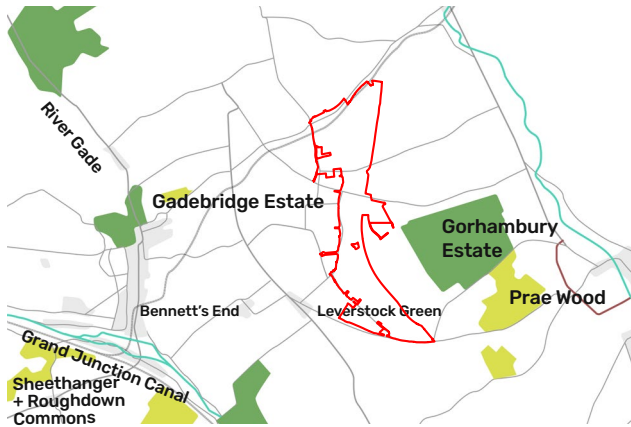 River Gade
Gadebridge Estate
Gorhambury
Estate
Prae Wood
Bennett's End
Leverstock Green
Grand Junction Canal
Sheethanger
+ Roughdown
Commons